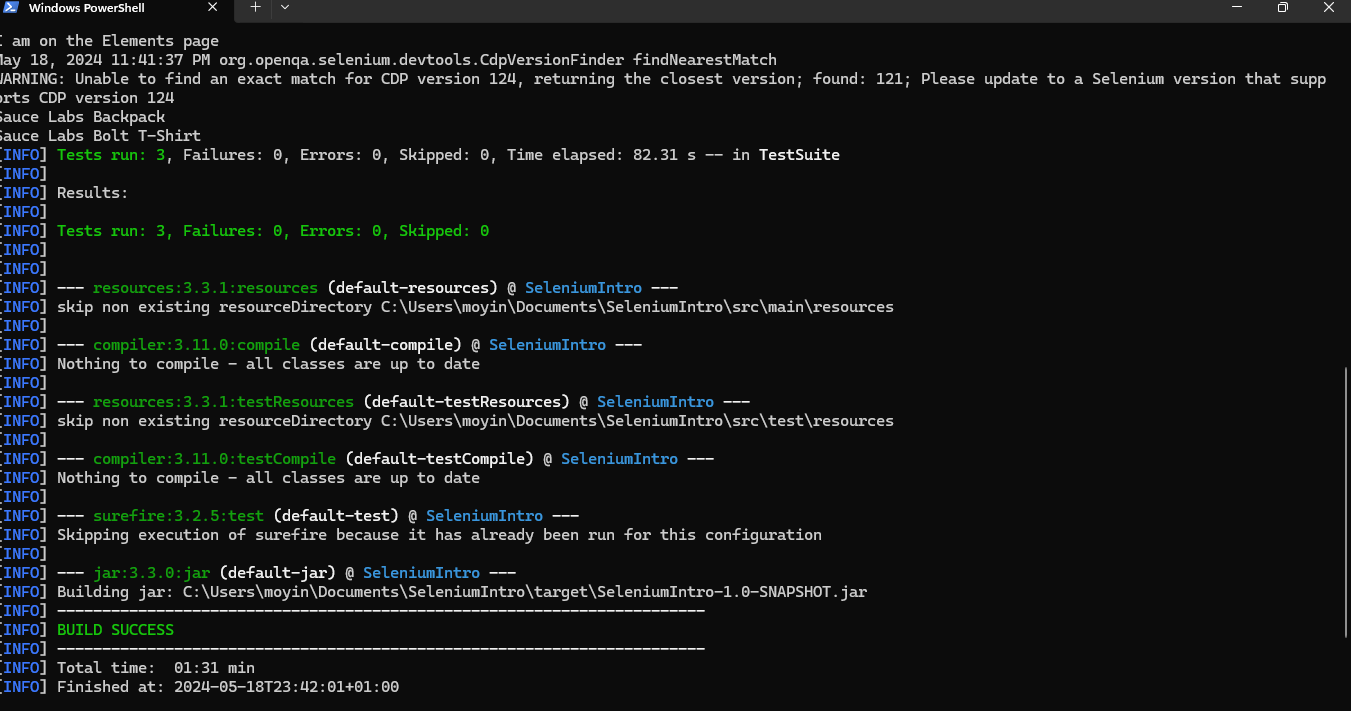 Windows PowerShell
I am on the Elements page
May 18, 2024 11:41:37 PM org.openqa.selenium.devtools.CdpVersionFinder findNearestMatch
WARNING: Unable to find an exact match for CDP version 124, returning the closest version; found: 121; Please update to a Selenium version that supp
orts CDP version 124
Sauce Labs Backpack
Sauce Labs Bolt T-Shirt
[INFO] Tests run: 3, Failures: 0, Errors: 0, Skipped: 0, Time elapsed: 82.31 s -- in TestSuite
[INFO]
[INFO] Results:
[INFO]
[INFO] Tests run: 3, Failures: 0, Errors: 0, Skipped: 0
[INFO]
[INFO]
[INFO] --- resources:3.3.1:resources (default-resources) @ SeleniumIntro ---
[INFO] skip non existing resourceDirectory C:\Users\moyin\Documents\SeleniumIntro\src\main\resources
[INFO]
[INFO] --- compiler:3.11.0:compile (default-compile) @ SeleniumIntro ---
[INFO] Nothing to compile - all classes are up to date
[INFO]
[INFO] --- resources:3.3.1:testResources (default-testResources) @ SeleniumIntro ---
[INFO] skip non existing resourceDirectory C:\Users\moyin\Documents\SeleniumIntro\src\test\resources
[INFO]
[INFO] --- compiler:3.11.0:testCompile (default-testCompile) @ SeleniumIntro ---
[INFO] Nothing to compile - all classes are up to date
[INFO]
[INFO] --- surefire:3.2.5:test (default-test) @ SeleniumIntro ---
[INFO] Skipping execution of surefire because it has already been run for this configuration
[INFO]
[INFO] --- jar:3.3.0:jar (default-jar) @ SeleniumIntro ---
[INFO] Building jar: C:\Users\moyin\Documents\SeleniumIntro\target\SeleniumIntro-1.0-SNAPSHOT.jar
[INFO] ------------------------------------------------------------------------
[INFO] BUILD SUCCESS
[INFO] ------------------------------------------------------------------------
[INFO] Total time:  01:31 min
[INFO] Finished at: 2024-05-18T23:42:01+01:00